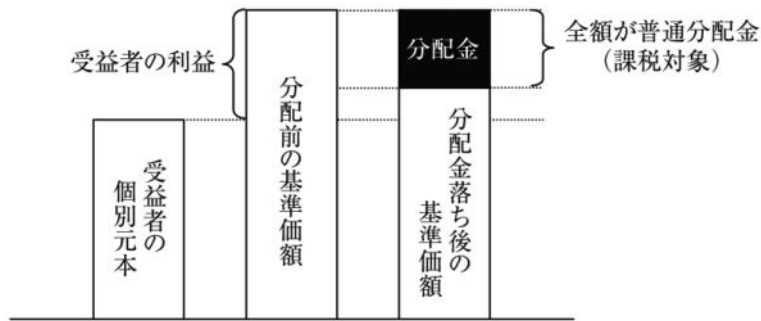 受益者の利益
分配金
全額が普通分配金
（課税対象）
受益者の
個別元本
分配前の基準価額
分配金落ち後の
基準価額